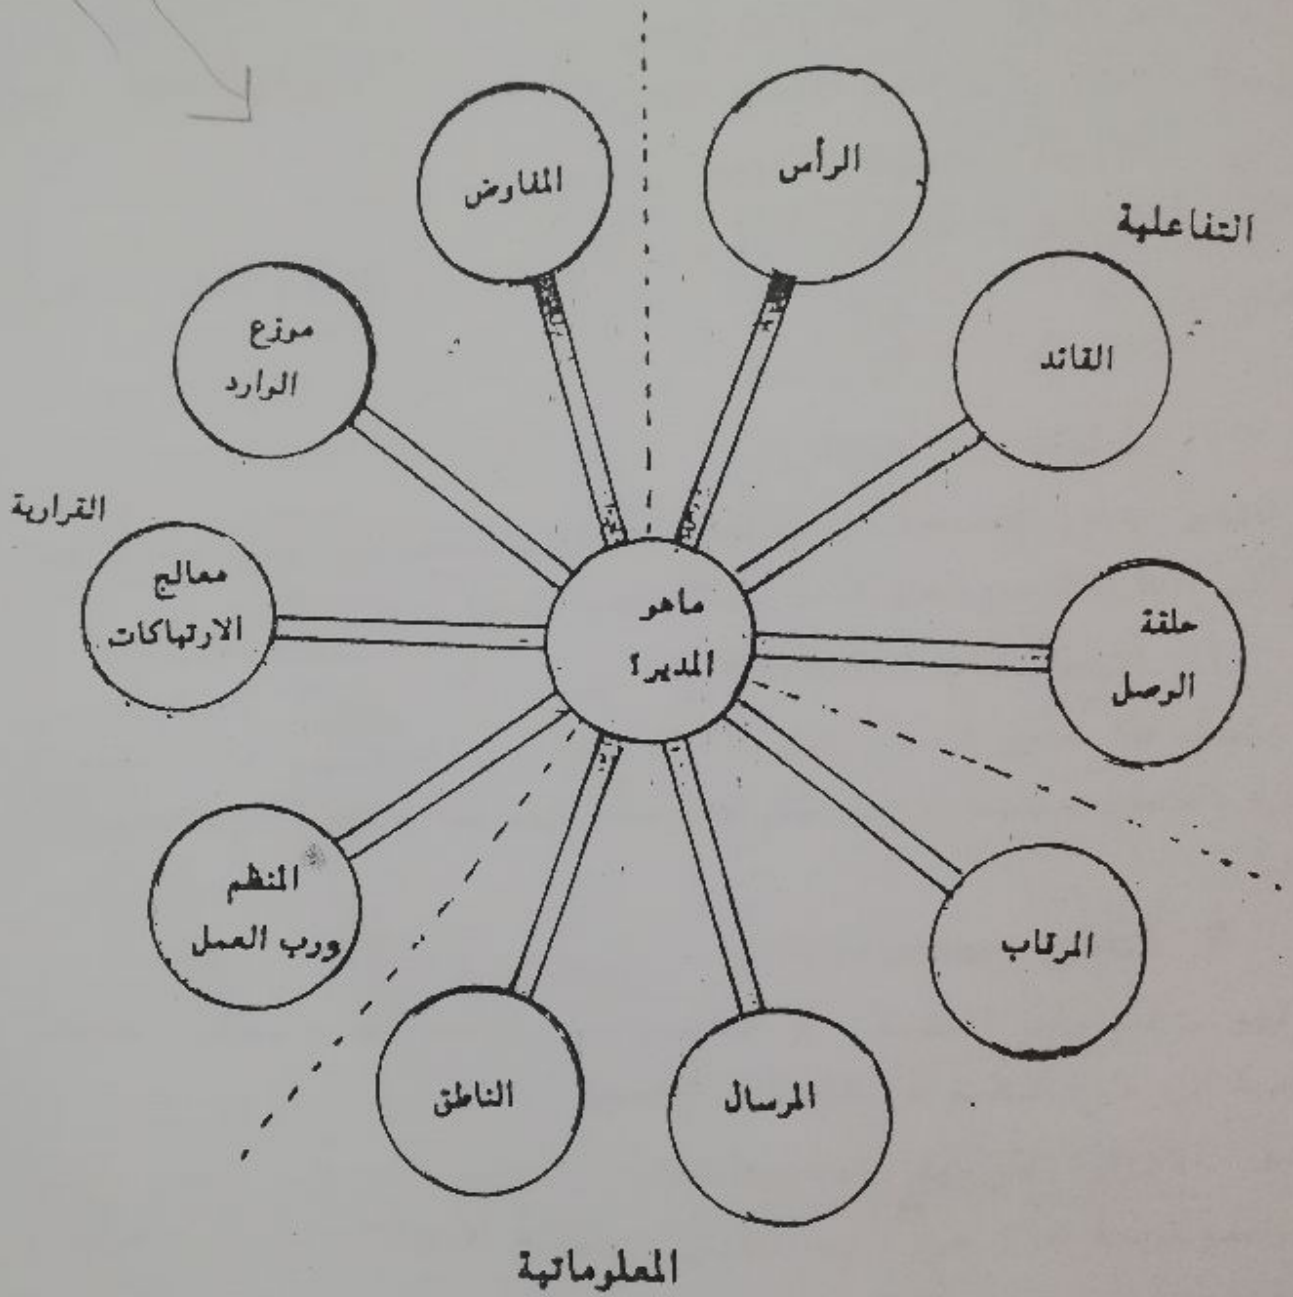 الرأس
المفاوض
التفاعلية
القائد
موزع
الوارد
القرارية
معالج
الارتباكات
ماهو
المدير؟
حلقة
الوصل
المنظم
ورب العمل
المرقاب
الناطق
المرسال
المعلوماتية